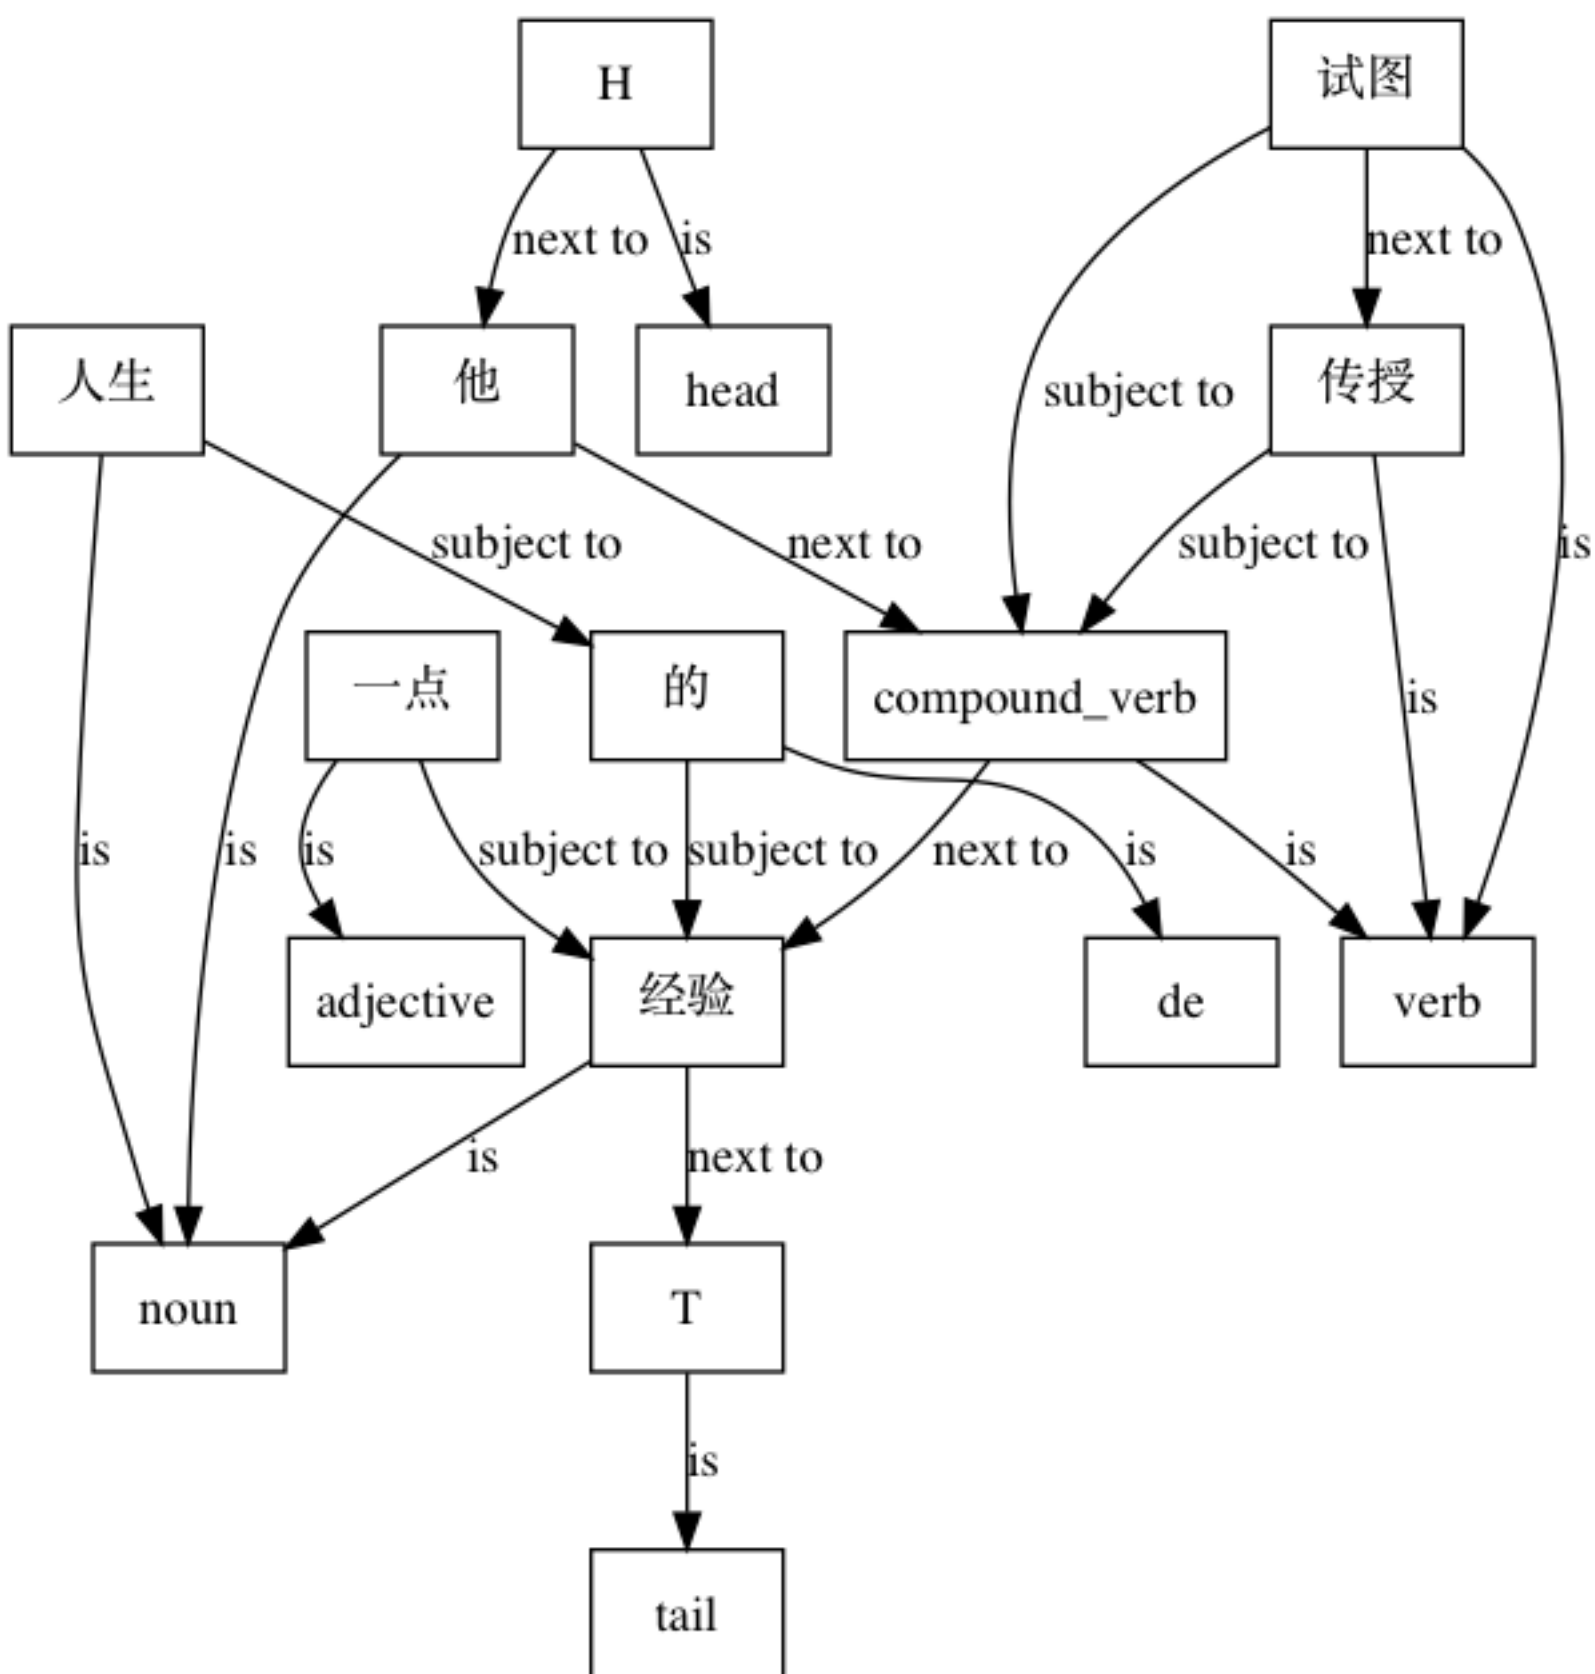 H
试图
next to
is
next to
人生
他
head
subject to
传授
subject to
next to
subject to
is
一点
的
compound_verb
is
is
is
is
subject to
subject to
next to
is
is
adjective
经验
de
verb
is
next to
noun
T
is
tail